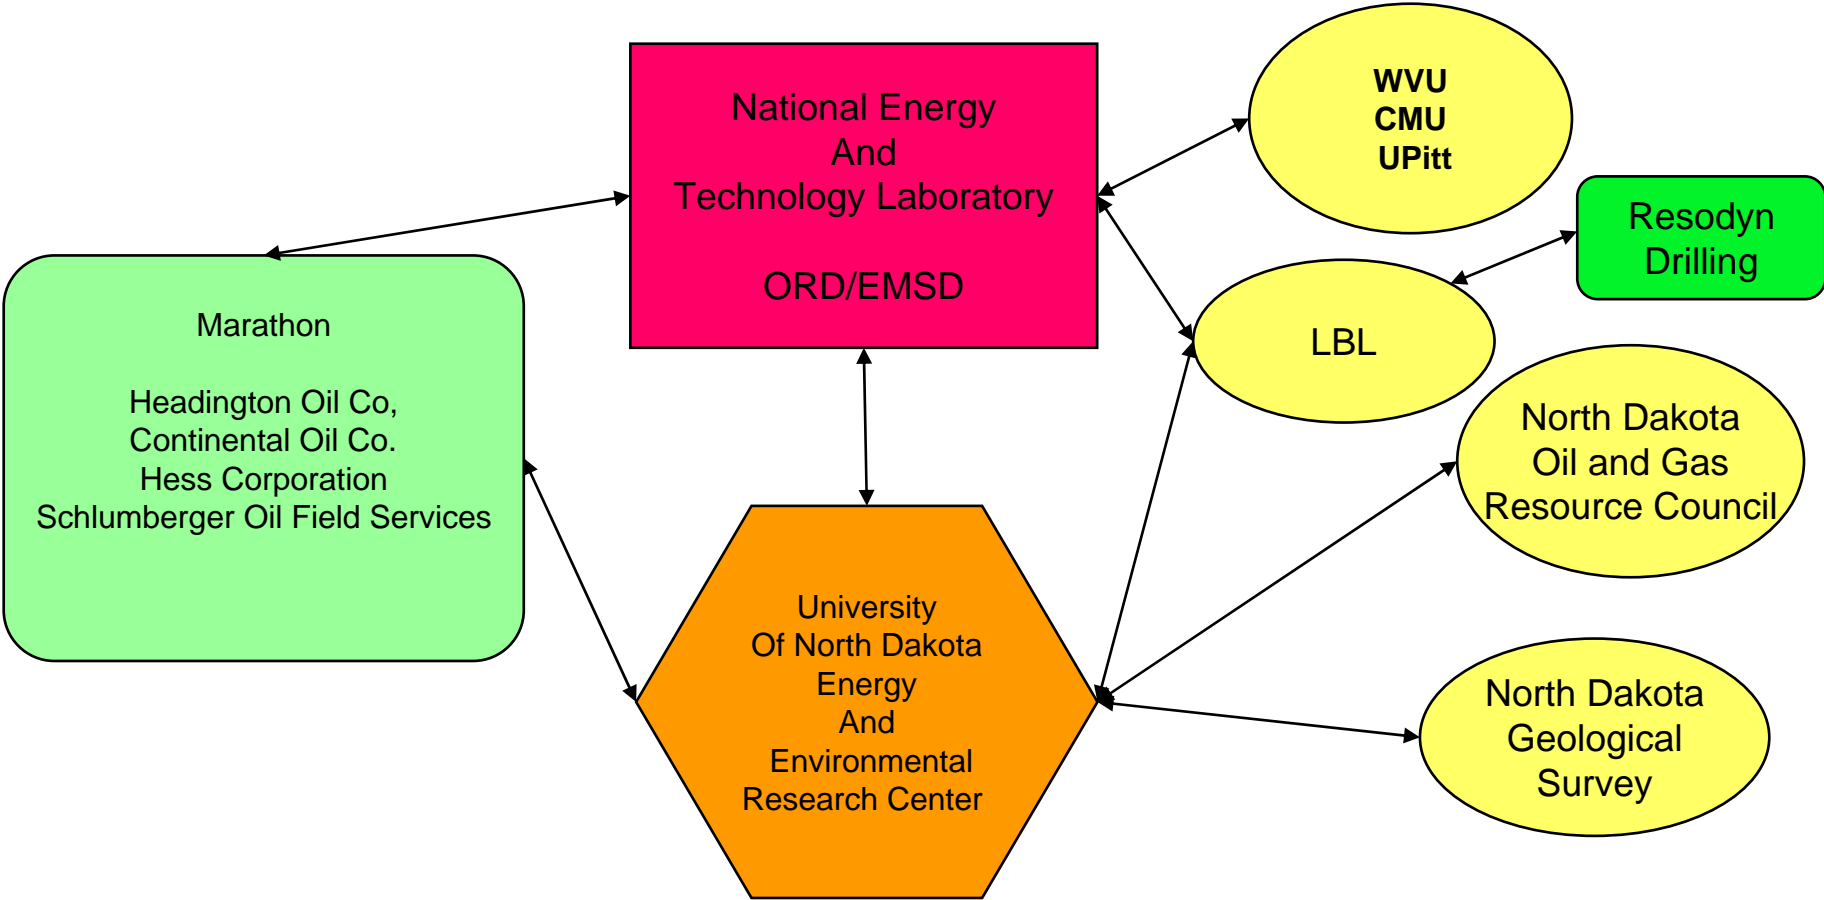 National Energy
And
Technology Laboratory
ORD/EMSD
WVU
CMU
UPitt
Resodyn
Drilling
LBL
Marathon
Headington Oil Co,
Continental Oil Co.
Hess Corporation
Schlumberger Oil Field Services
North Dakota
Oil and Gas
Resource Council
University
Of North Dakota
Energy
And
Environmental
Research Center
North Dakota
Geological
Survey